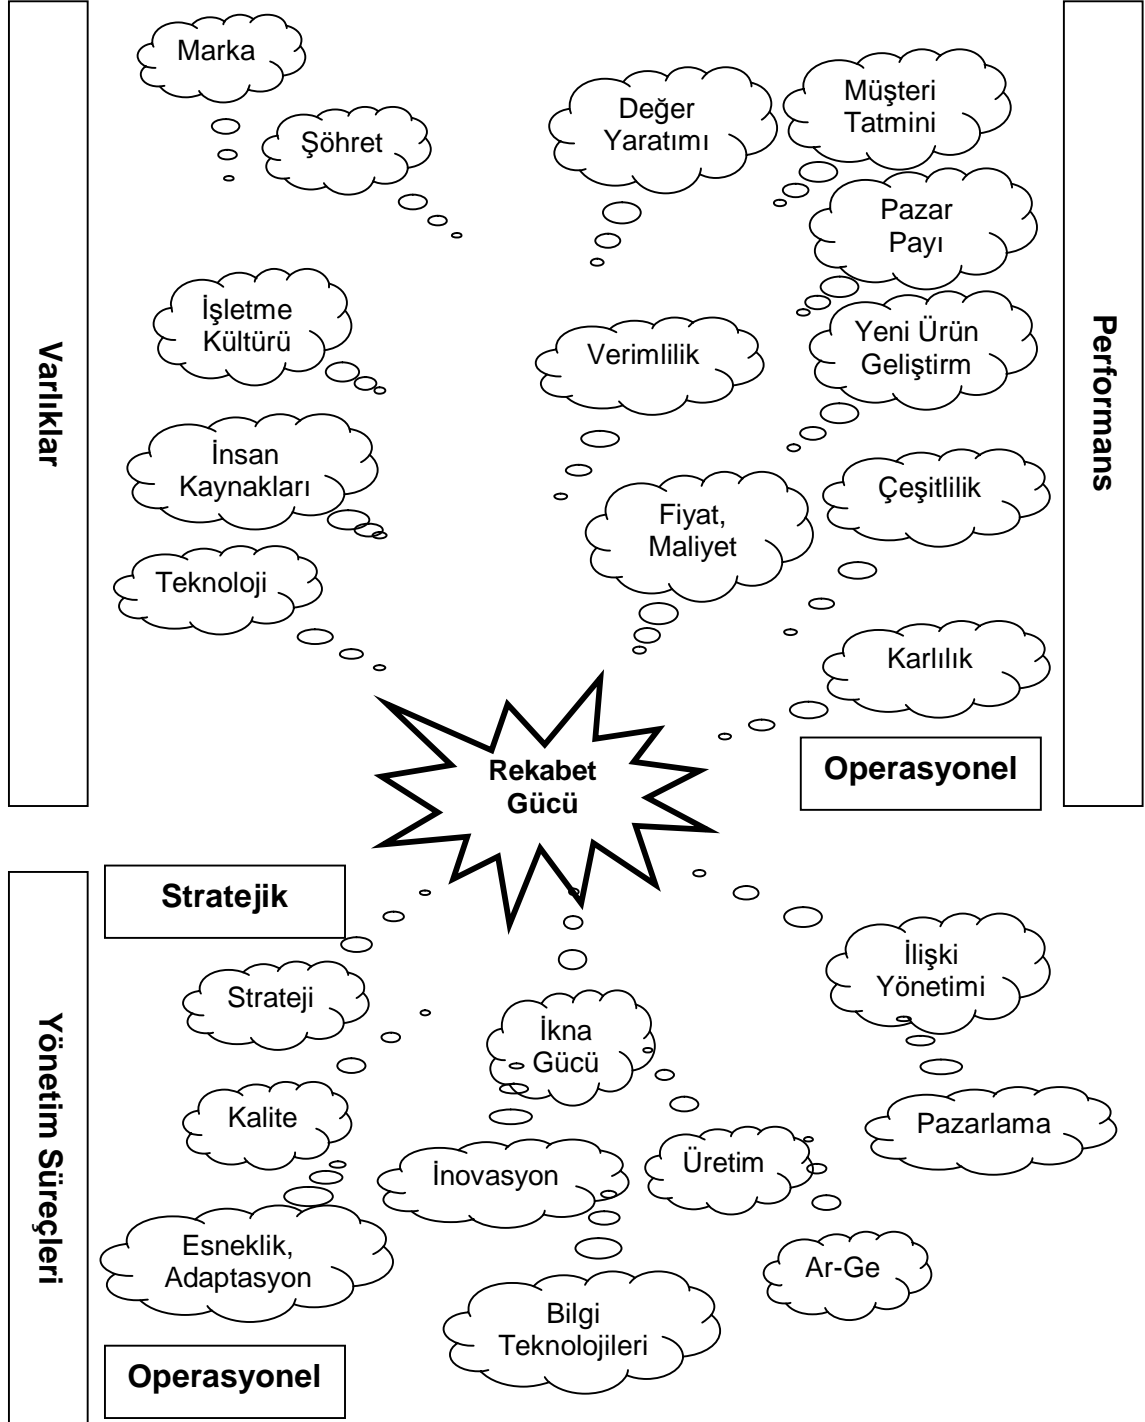 Marka
Şöhret
Değer
Yaratımı
Müşteri
Tatmini
Pazar
Payı
İşletme
Kültürü
Verimlilik
Yeni Ürün
Geliştirm
Varlıklar
Performans
İnsan
Kaynakları
Fiyat,
Maliyet
Çeşitlilik
Teknoloji
Karlılık
Rekabet
Gücü
Operasyonel
Stratejik
Yönetim Süreçleri
Strateji
İkna
Gücü
İlişki
Yönetimi
Kalite
İnovasyon
Üretim
Pazarlama
Esneklik,
Adaptasyon
Ar-Ge
Bilgi
Teknolojileri
Operasyonel